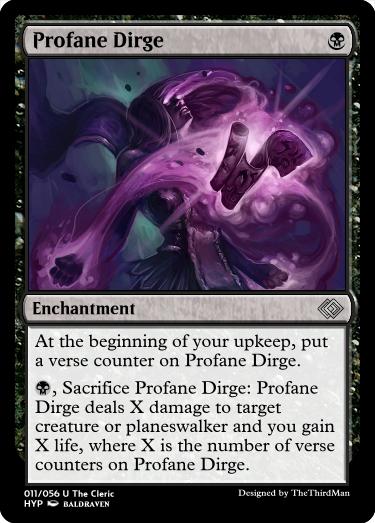 Profane Dirge
Enchantment
At the beginning of your upkeep, put
a verse counter on Profane Dirge.
, Sacrifice Profane Dirge: Profane
Dirge deals X damage to target
creature or planeswalker and you gain
X life, where X is the number of verse
counters on Profane Dirge.
011/056 U The Cleric
Designed by TheThirdMan
HYP BALDRAVEN